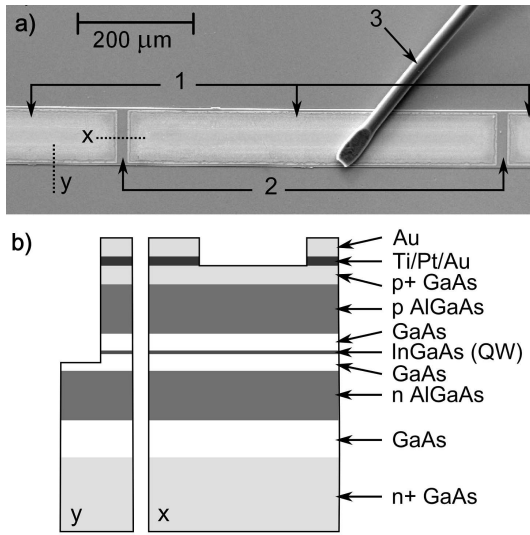 a)
200 µm
3
1
x
y
2
b)
Au
Ti/Pt/Au
p+ GaAs
p AlGaAs
GaAs
InGaAs (QW)
GaAs
n AlGaAs
GaAs
n+ GaAs
y
x